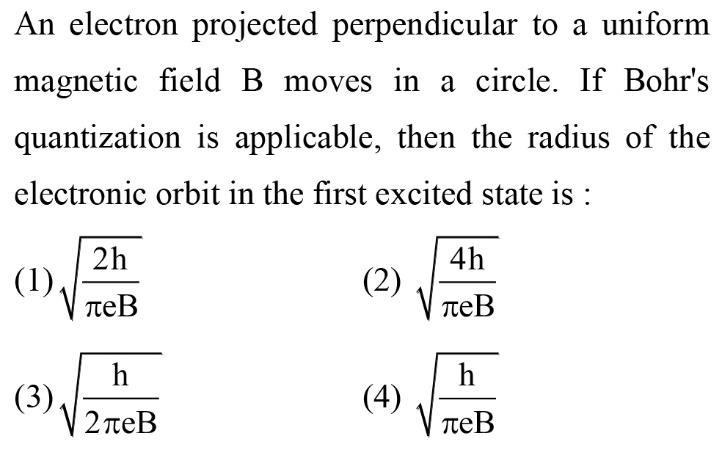 An electron projected perpendicular to a uniform
magnetic field B moves in a circle. If Bohr's
quantization is applicable, then the radius of the
electronic orbit in the first excited state is :
(1) √(2h/πeB) (2) √(4h/πeB)
(3) √(h/2πeB) (4) √(h/πeB)